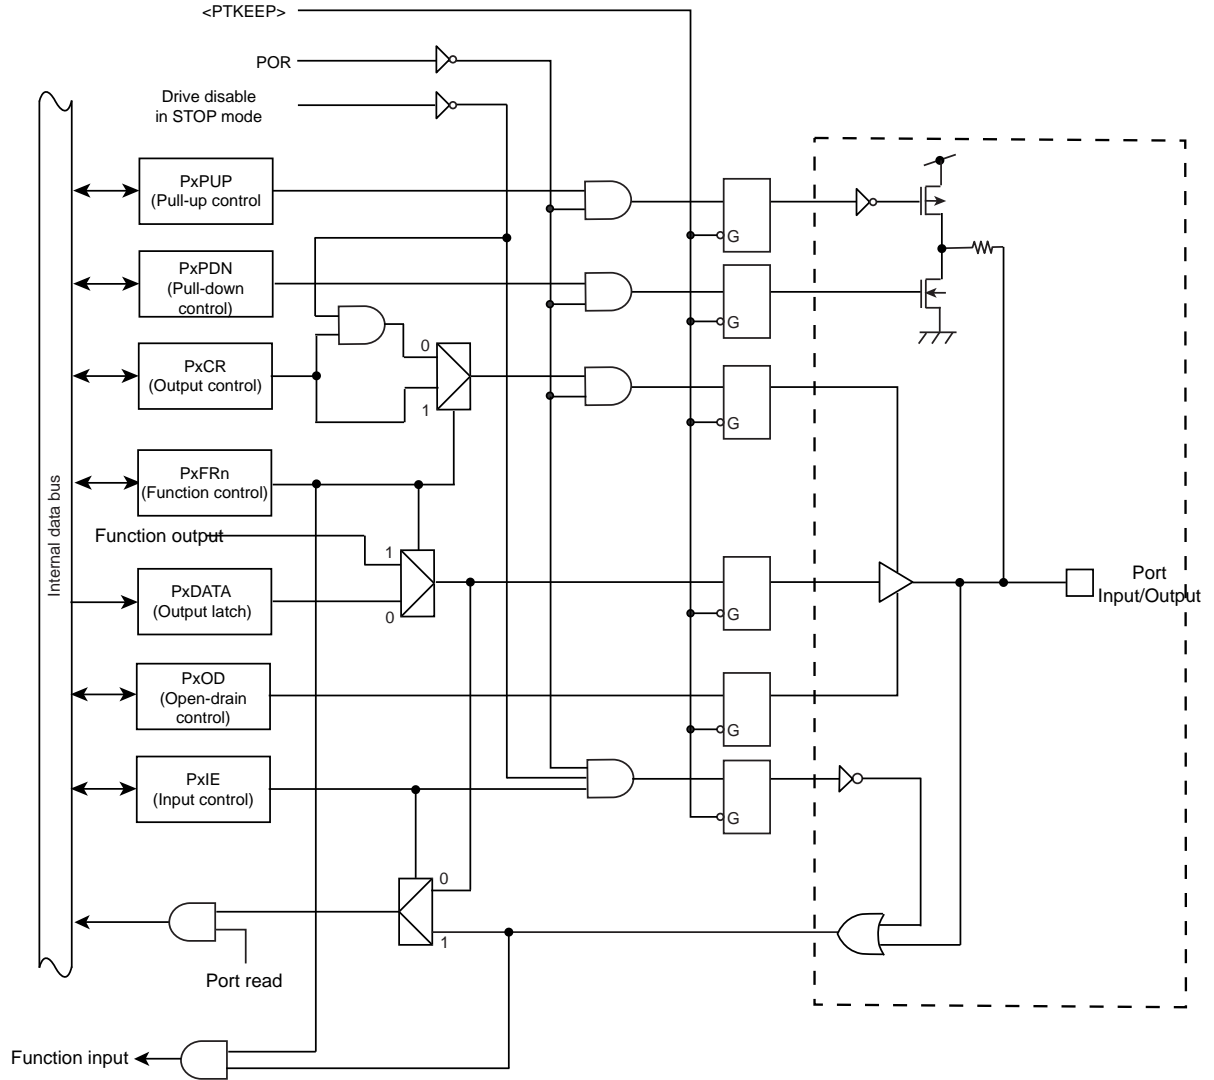 <PTKEEP>
POR
Drive disable
in STOP mode
PxPUP
(Pull-up control
G
PxPDN
(Pull-down
control)
G
PxCR
(Output control)
0
1
G
PxFRn
(Function control)
Internal data bus
Function output
1
0
PxDATA
(Output latch)
G
Port
Input/Output
PxOD
(Open-drain
control)
G
PxIE
(Input control)
G
0
1
Port read
Function input